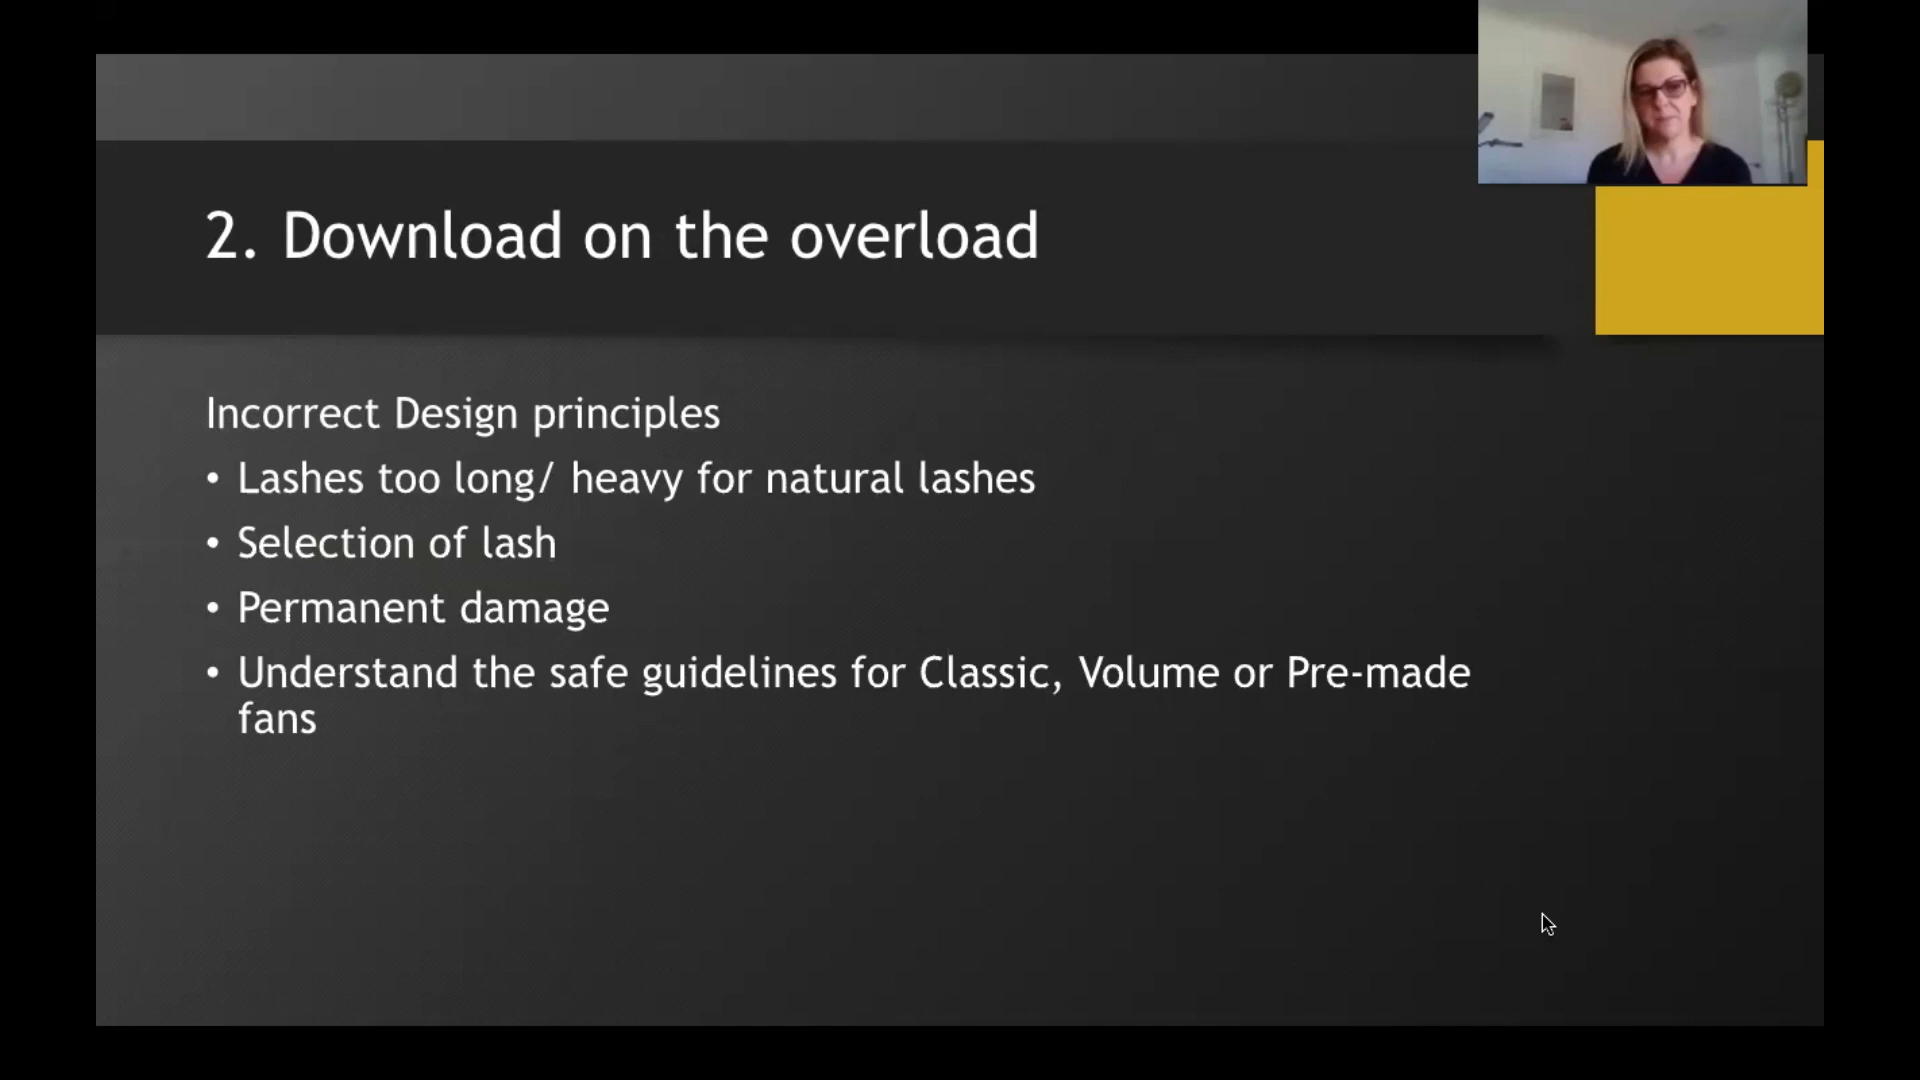 2. Download on the overload
Incorrect Design principles
• Lashes too long/ heavy for natural lashes
• Selection of lash
• Permanent damage
• Understand the safe guidelines for Classic, Volume or Pre-made
fans